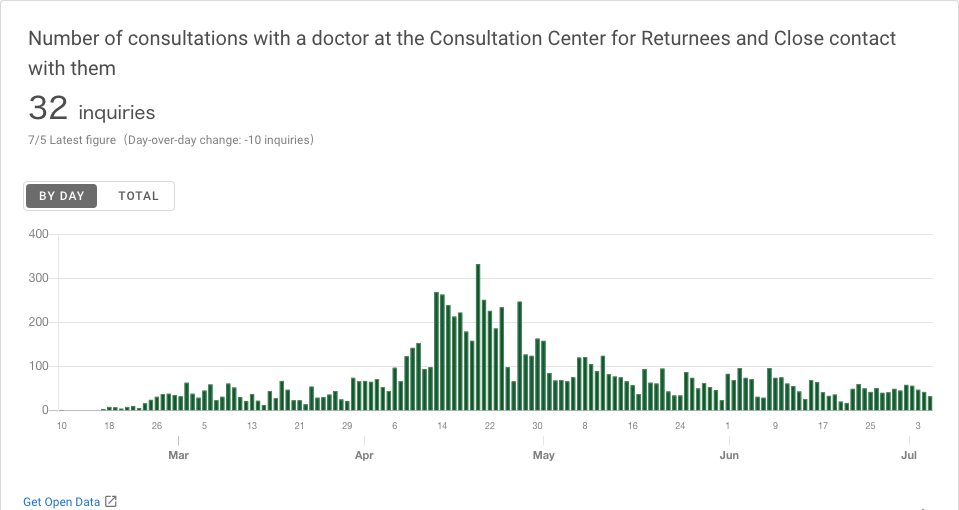 Number of consultations with a doctor at the Consultation Center for Returnees and Close contact
with them
32 inquiries
7/5 Latest figure（Day-over-day change: -10 inquiries）
BY DAY TOTAL
400
300
200
100
0
10 18 26 5 13 21 29 6 14 22 30 8 16 24 1 9 17 25 3
Mar Apr May Jun Jul
Get Open Data